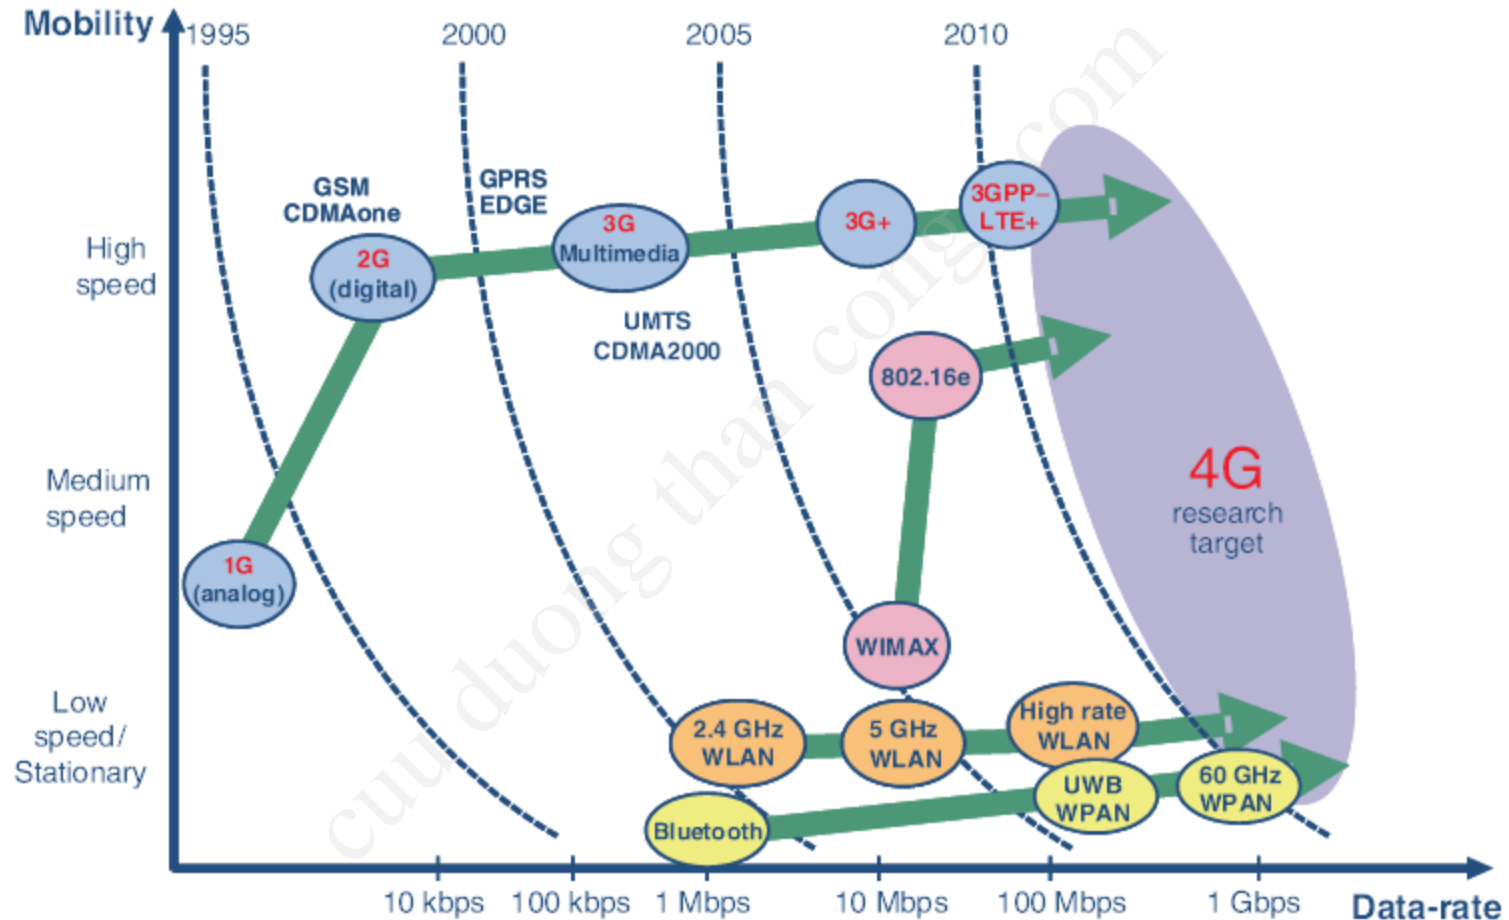 Mobility
1995
2000
2005
2010
GSM
CDMAone
GPRS
EDGE
2G
(digital)
3G
Multimedia
3G+
3GPP–
LTE+
High
speed
UMTS
CDMA2000
802.16e
Medium
speed
4G
research
target
1G
(analog)
WIMAX
Low
speed/
Stationary
2.4 GHz
WLAN
5 GHz
WLAN
High rate
WLAN
Bluetooth
UWB
WPAN
60 GHz
WPAN
10 kbps
100 kbps
1 Mbps
10 Mbps
100 Mbps
1 Gbps
Data-rate
cuu duong than cong . com